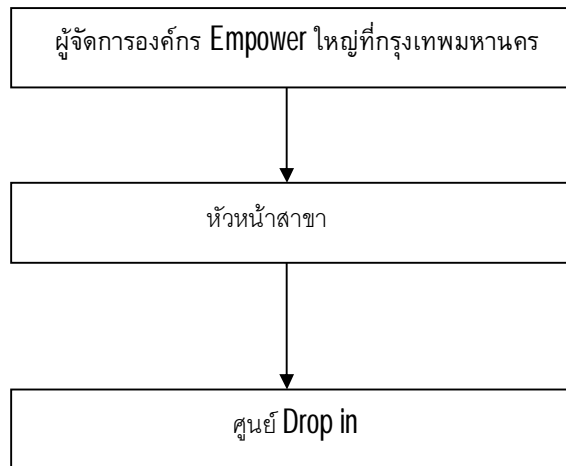 ผู้จัดการองค์กร Empower ใหญ่ที่กรุงเทพมหานคร
หัวหน้าสาขา
ศูนย์ Drop in